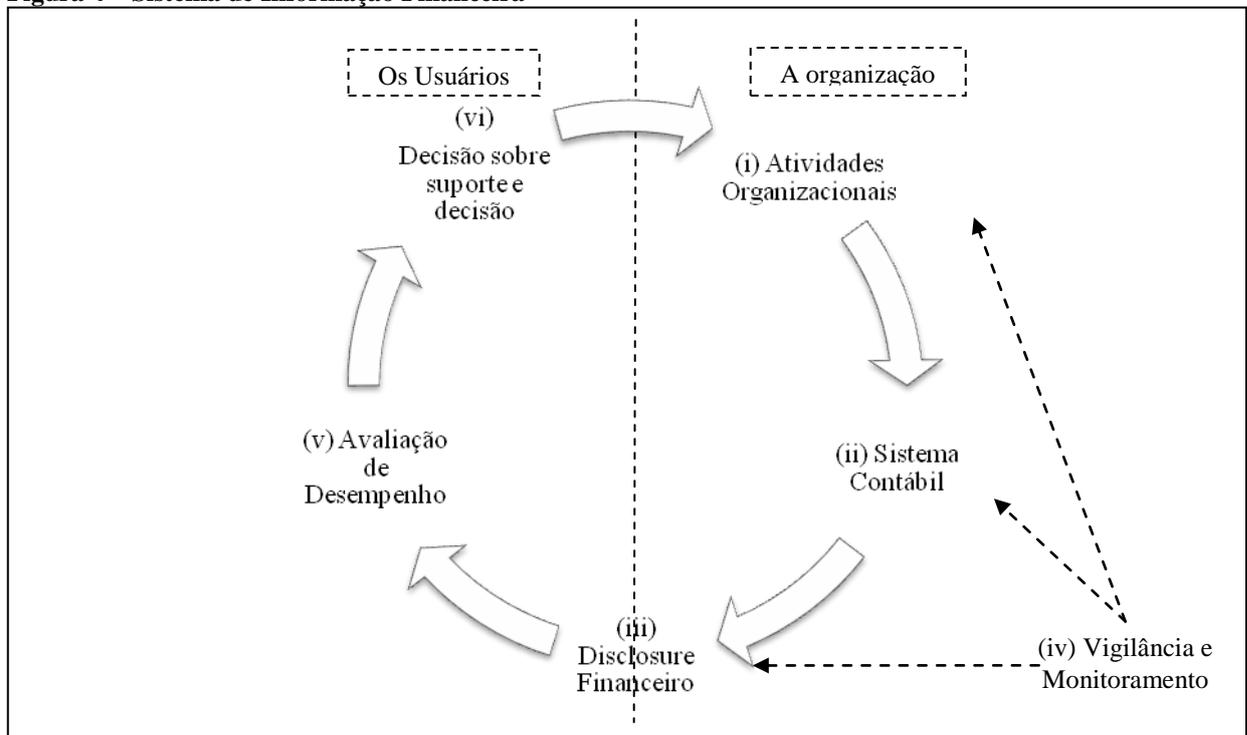 Figura – Sistema de Informação Financeira
Os Usuários
A organização
(vi)
Decisão sobre
suporte e
decisão
(i) Atividades
Organizacionais
(v) Avaliação
de
Desempenho
(ii) Sistema
Contábil
(iii)
Disclosure
Financeiro
(iv) Vigilância e
Monitoramento